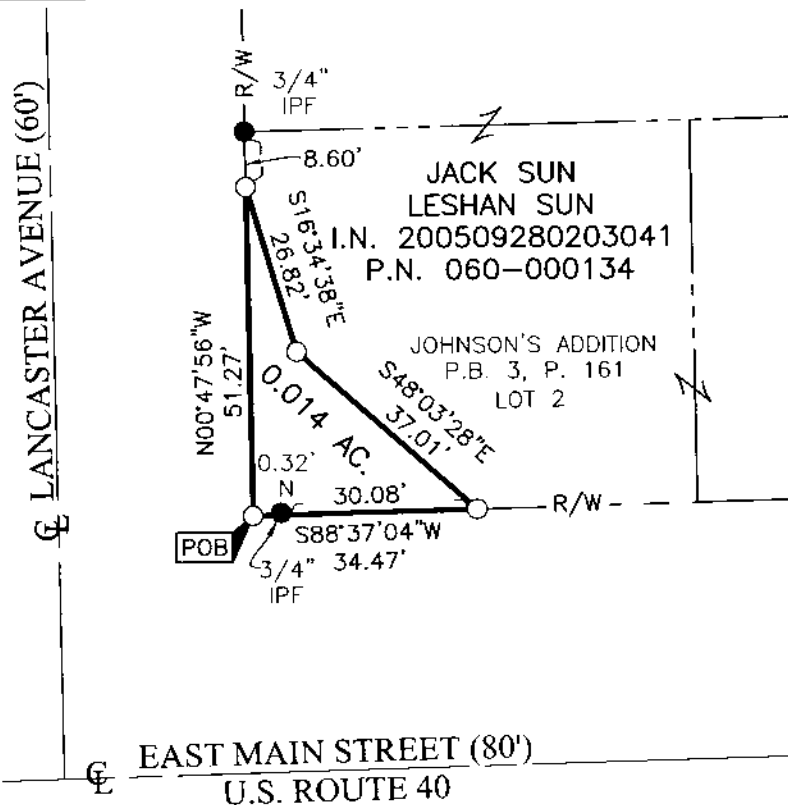 R/W
3/4"
IPF
8.60'
LANCASTER AVENUE (60')
JACK SUN
LESHAN SUN
I.N. 200509280203041
P.N. 060-000134
S16°34'38"E
26.82'
JOHNSON'S ADDITION
P.B. 3, P. 161
LOT 2
N00°47'56"W
51.27'
S48°03'28"E
37.01'
0.014 AC.
0.32'
N
30.08'
R/W
S88°37'04"W
34.47'
POB
3/4"
IPF
℄
℄
EAST MAIN STREET (80')
U.S. ROUTE 40